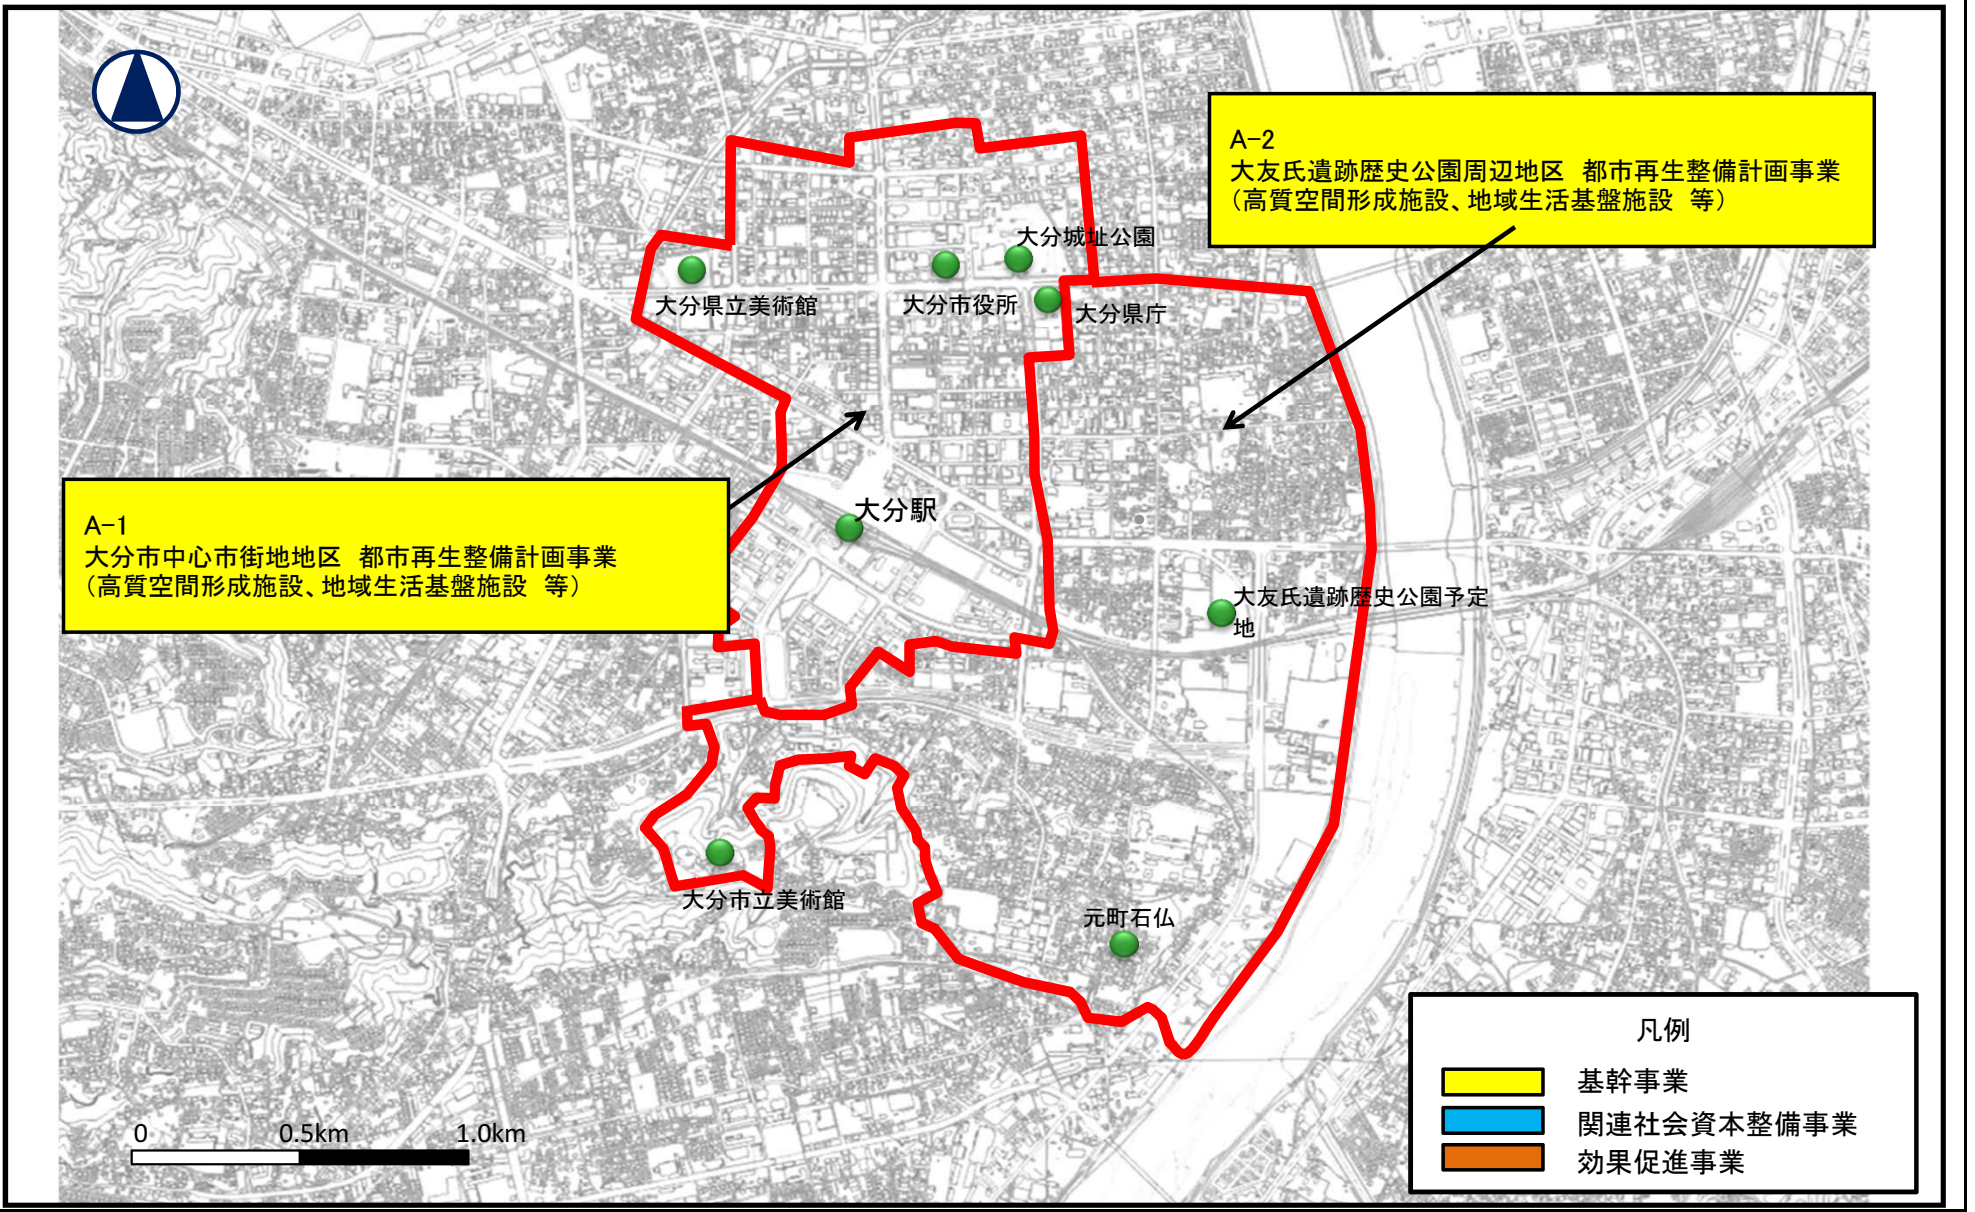 A-2
大友氏遺跡歴史公園周辺地区 都市再生整備計画事業
（高質空間形成施設、地域生活基盤施設 等）
大分城址公園
大分県立美術館
大分市役所
大分県庁
A-1
大分市中心市街地地区 都市再生整備計画事業
（高質空間形成施設、地域生活基盤施設 等）
大分駅
大友氏遺跡歴史公園予定
地
大分市立美術館
元町石仏
凡例
基幹事業
関連社会資本整備事業
効果促進事業
0 0.5km 1.0km